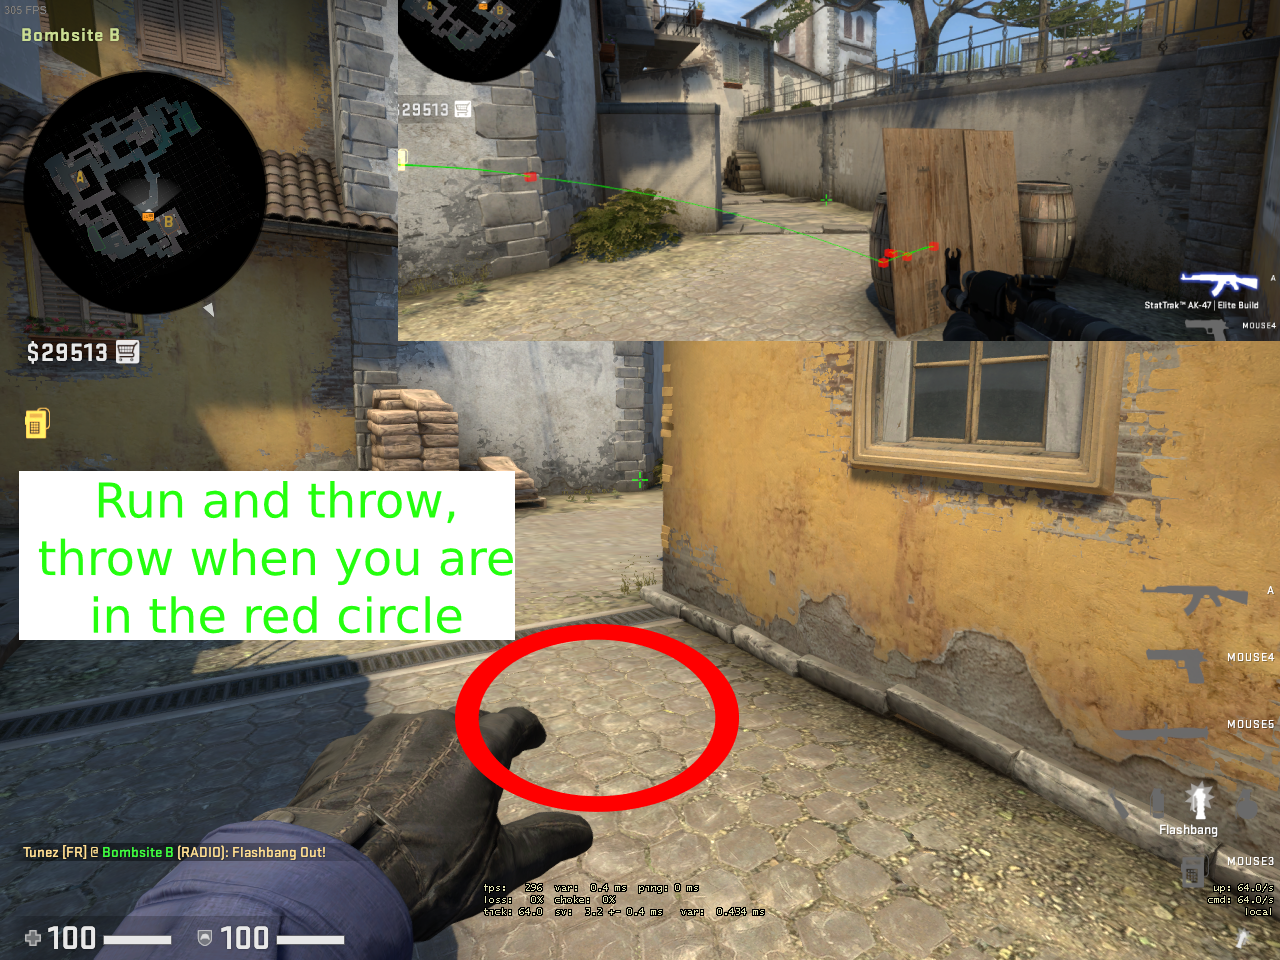 305 FPS
Bombsite B
A
B
$29513
A
B
$29513
StatTrak™ AK-47 | Elite Build
A
MOUSE4
Run and throw,
throw when you are
in the red circle
A
MOUSE4
MOUSE5
Flashbang
MOUSE3
Tunez [FR] @ Bombsite B (RADIO): Flashbang Out!
fps: 296 var: 0.4 ms ping: 0 ms
loss: 0% choke: 0%
tick: 64.0 sv: 3.2 +- 0.4 ms var: 0.434 ms
up: 64.0/s
cmd: 64.0/s
local
100
100